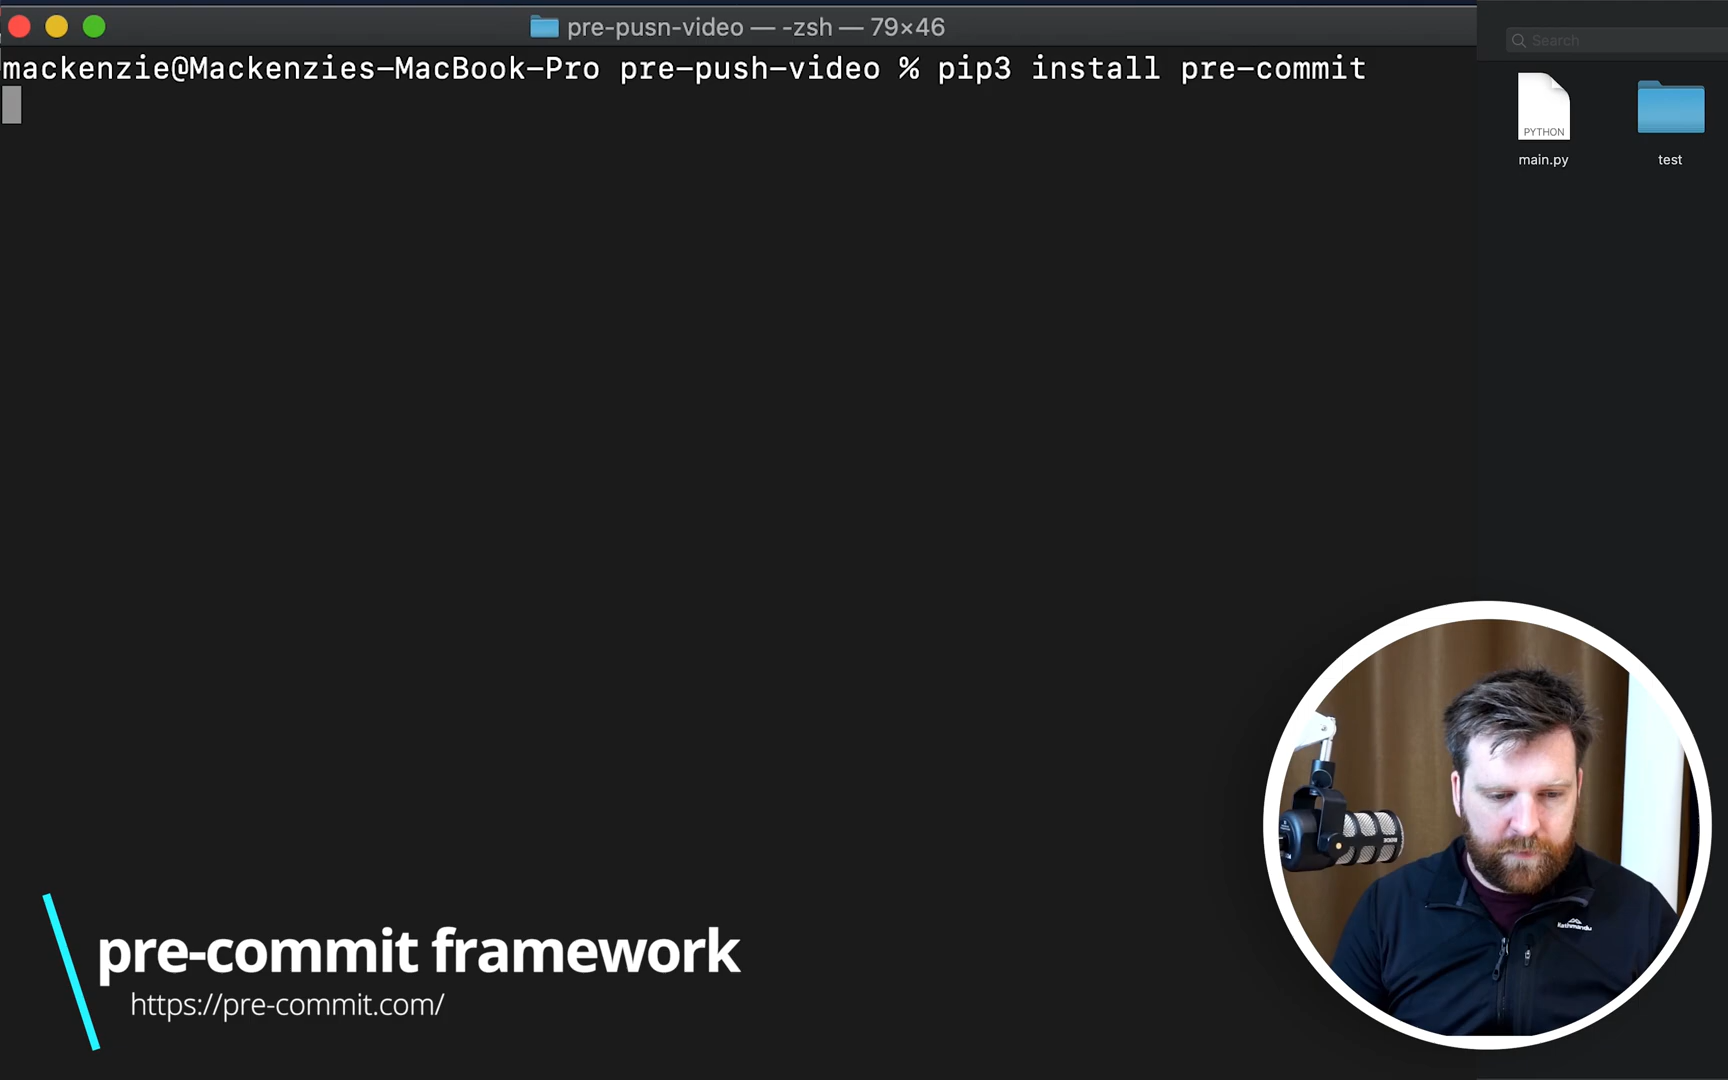 pre-pusn-video — -zsh — 79×46
mackenzie@Mackenzies-MacBook-Pro pre-push-video % pip3 install pre-commit
Search
PYTHON
main.py
test
Kathmandu
pre-commit framework
https://pre-commit.com/